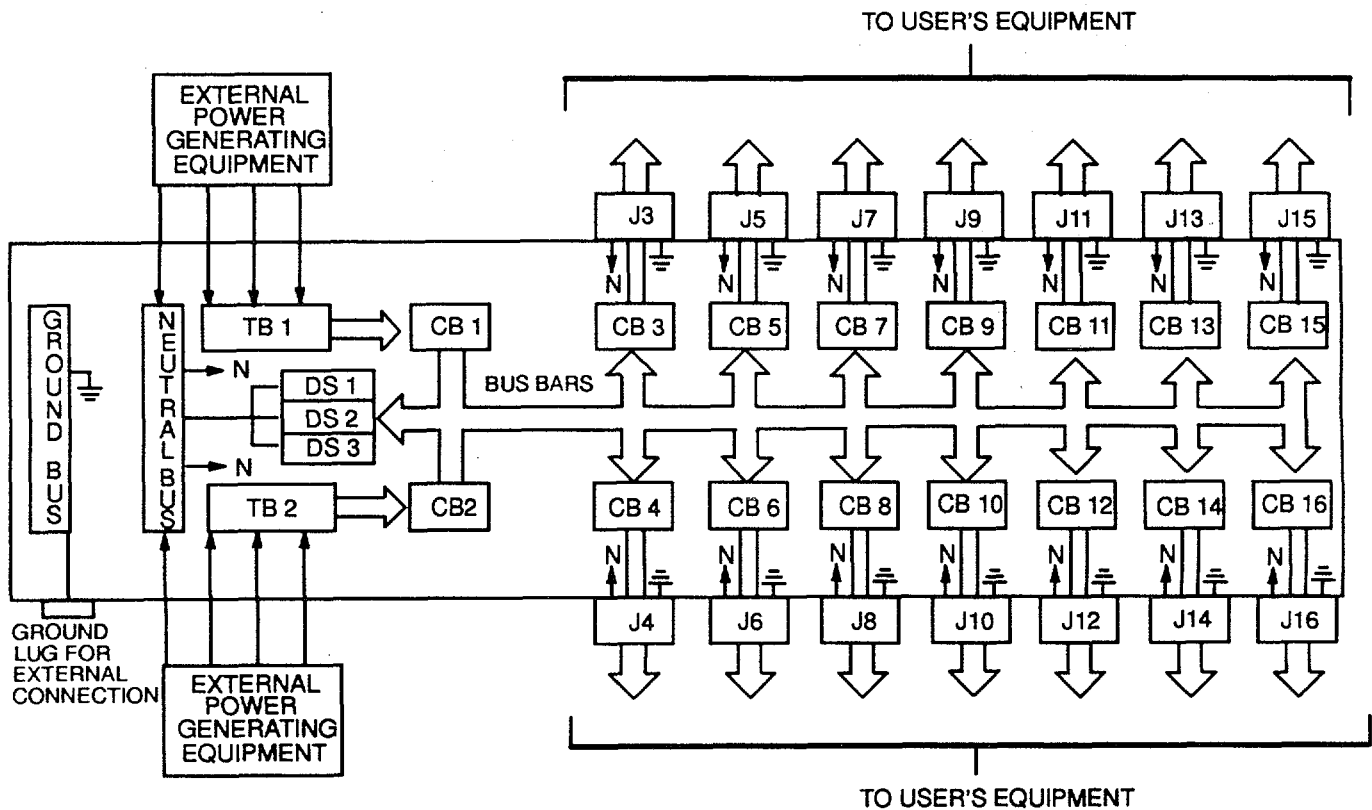 TO USER'S EQUIPMENT
EXTERNAL
POWER
GENERATING
EQUIPMENT
J3 J5 J7 J9 J11 J13 J15
N N N N N N N
GROUND BUS
NEUTRAL BUS
TB 1
CB 1
CB 3 CB 5 CB 7 CB 9 CB 11 CB 13 CB 15
N
DS 1
DS 2
DS 3
BUS BARS
N
TB 2
CB2
CB 4 CB 6 CB 8 CB 10 CB 12 CB 14 CB 16
N N N N N N N
J4 J6 J8 J10 J12 J14 J16
GROUND
LUG FOR
EXTERNAL
CONNECTION
EXTERNAL
POWER
GENERATING
EQUIPMENT
TO USER'S EQUIPMENT